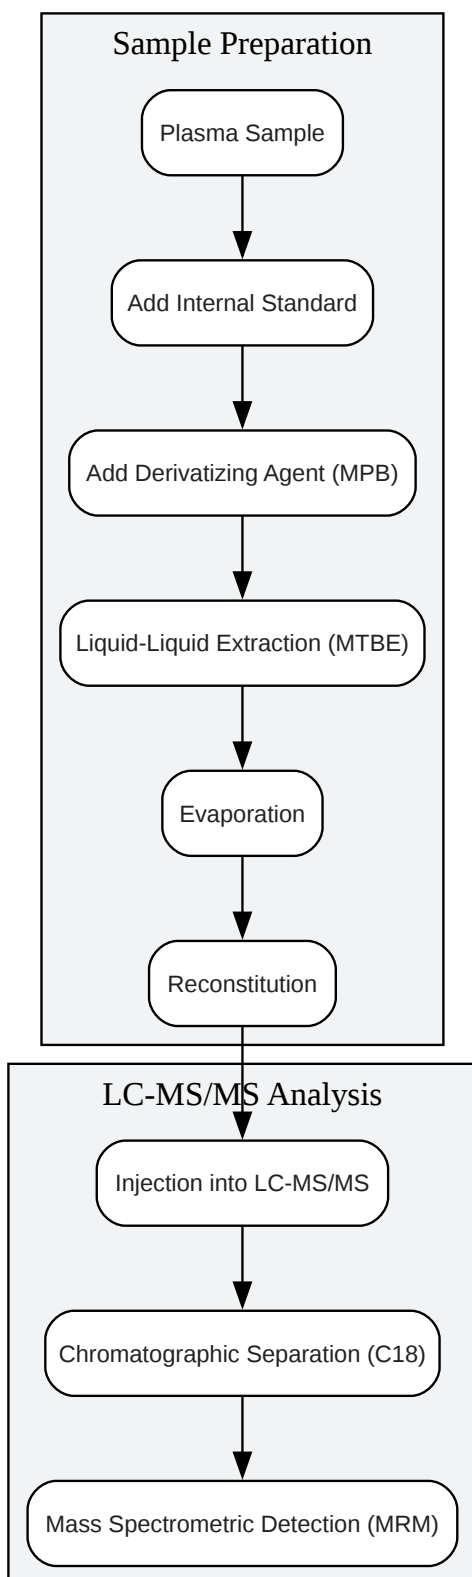 Sample Preparation
Plasma Sample
Add Internal Standard
Add Derivatizing Agent (MPB)
Liquid-Liquid Extraction (MTBE)
Evaporation
Reconstitution
LC-MS/MS Analysis
Injection into LC-MS/MS
Chromatographic Separation (C18)
Mass Spectrometric Detection (MRM)